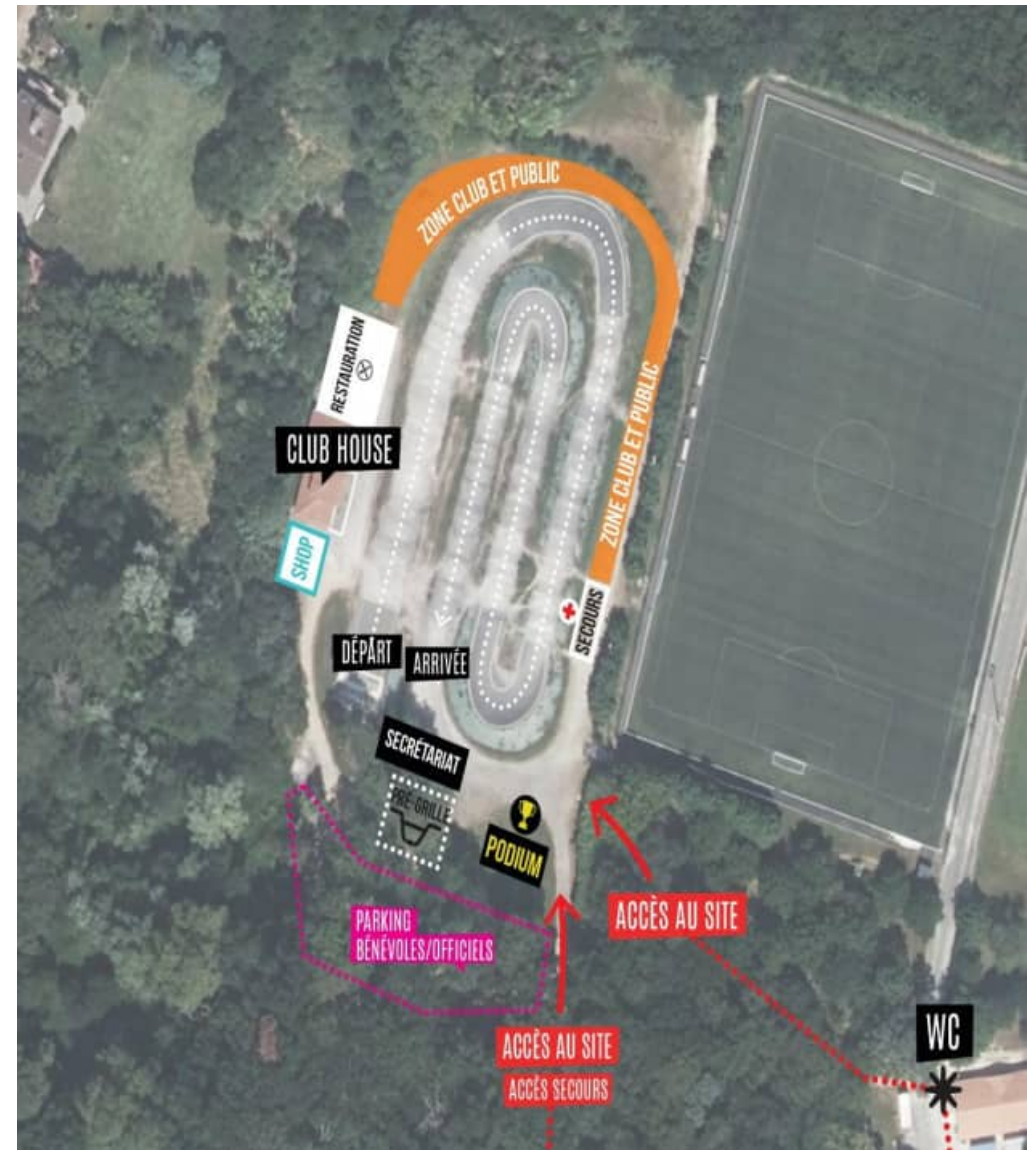 ZONE CLUB ET PUBLIC
RESTAURATION
CLUB HOUSE
ZONE CLUB ET PUBLIC
SHOP
SECOURS
DÉPART
ARRIVÉE
SECRÉTARIAT
PRÉ-GRILLE
PODIUM
ACCÈS AU SITE
PARKING
BÉNÉVOLES/OFFICIELS
ACCÈS AU SITE
ACCÈS SECOURS
WC